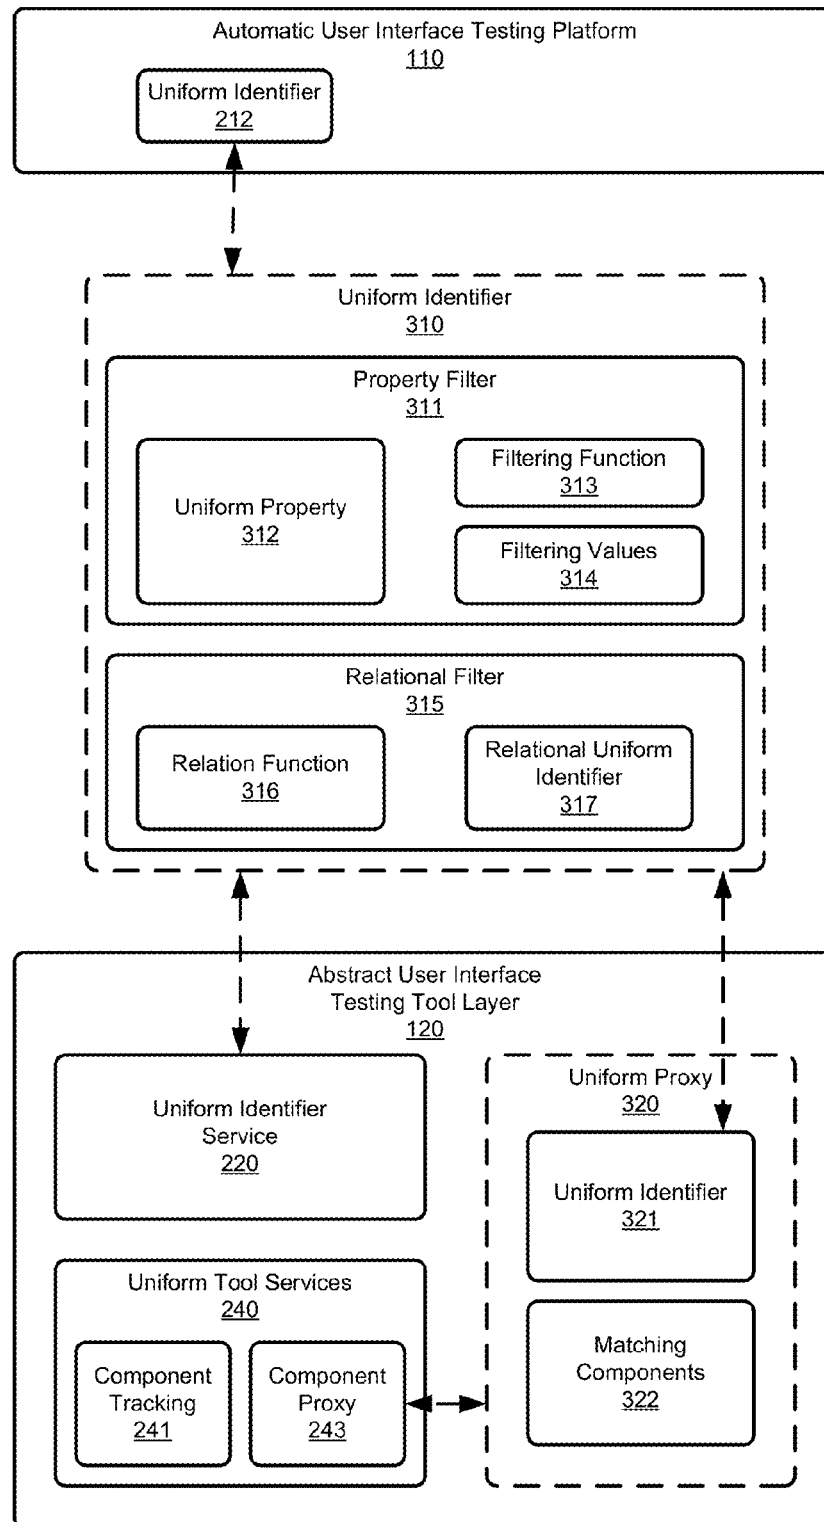 Automatic User Interface Testing Platform
110
Uniform Identifier
212
Uniform Identifier
310
Property Filter
311
Uniform Property
312
Filtering Function
313
Filtering Values
314
Relational Filter
315
Relation Function
316
Relational Uniform
Identifier
317
Abstract User Interface
Testing Tool Layer
120
Uniform Identifier
Service
220
Uniform Proxy
320
Uniform Identifier
321
Matching
Components
322
Uniform Tool Services
240
Component
Tracking
241
Component
Proxy
243